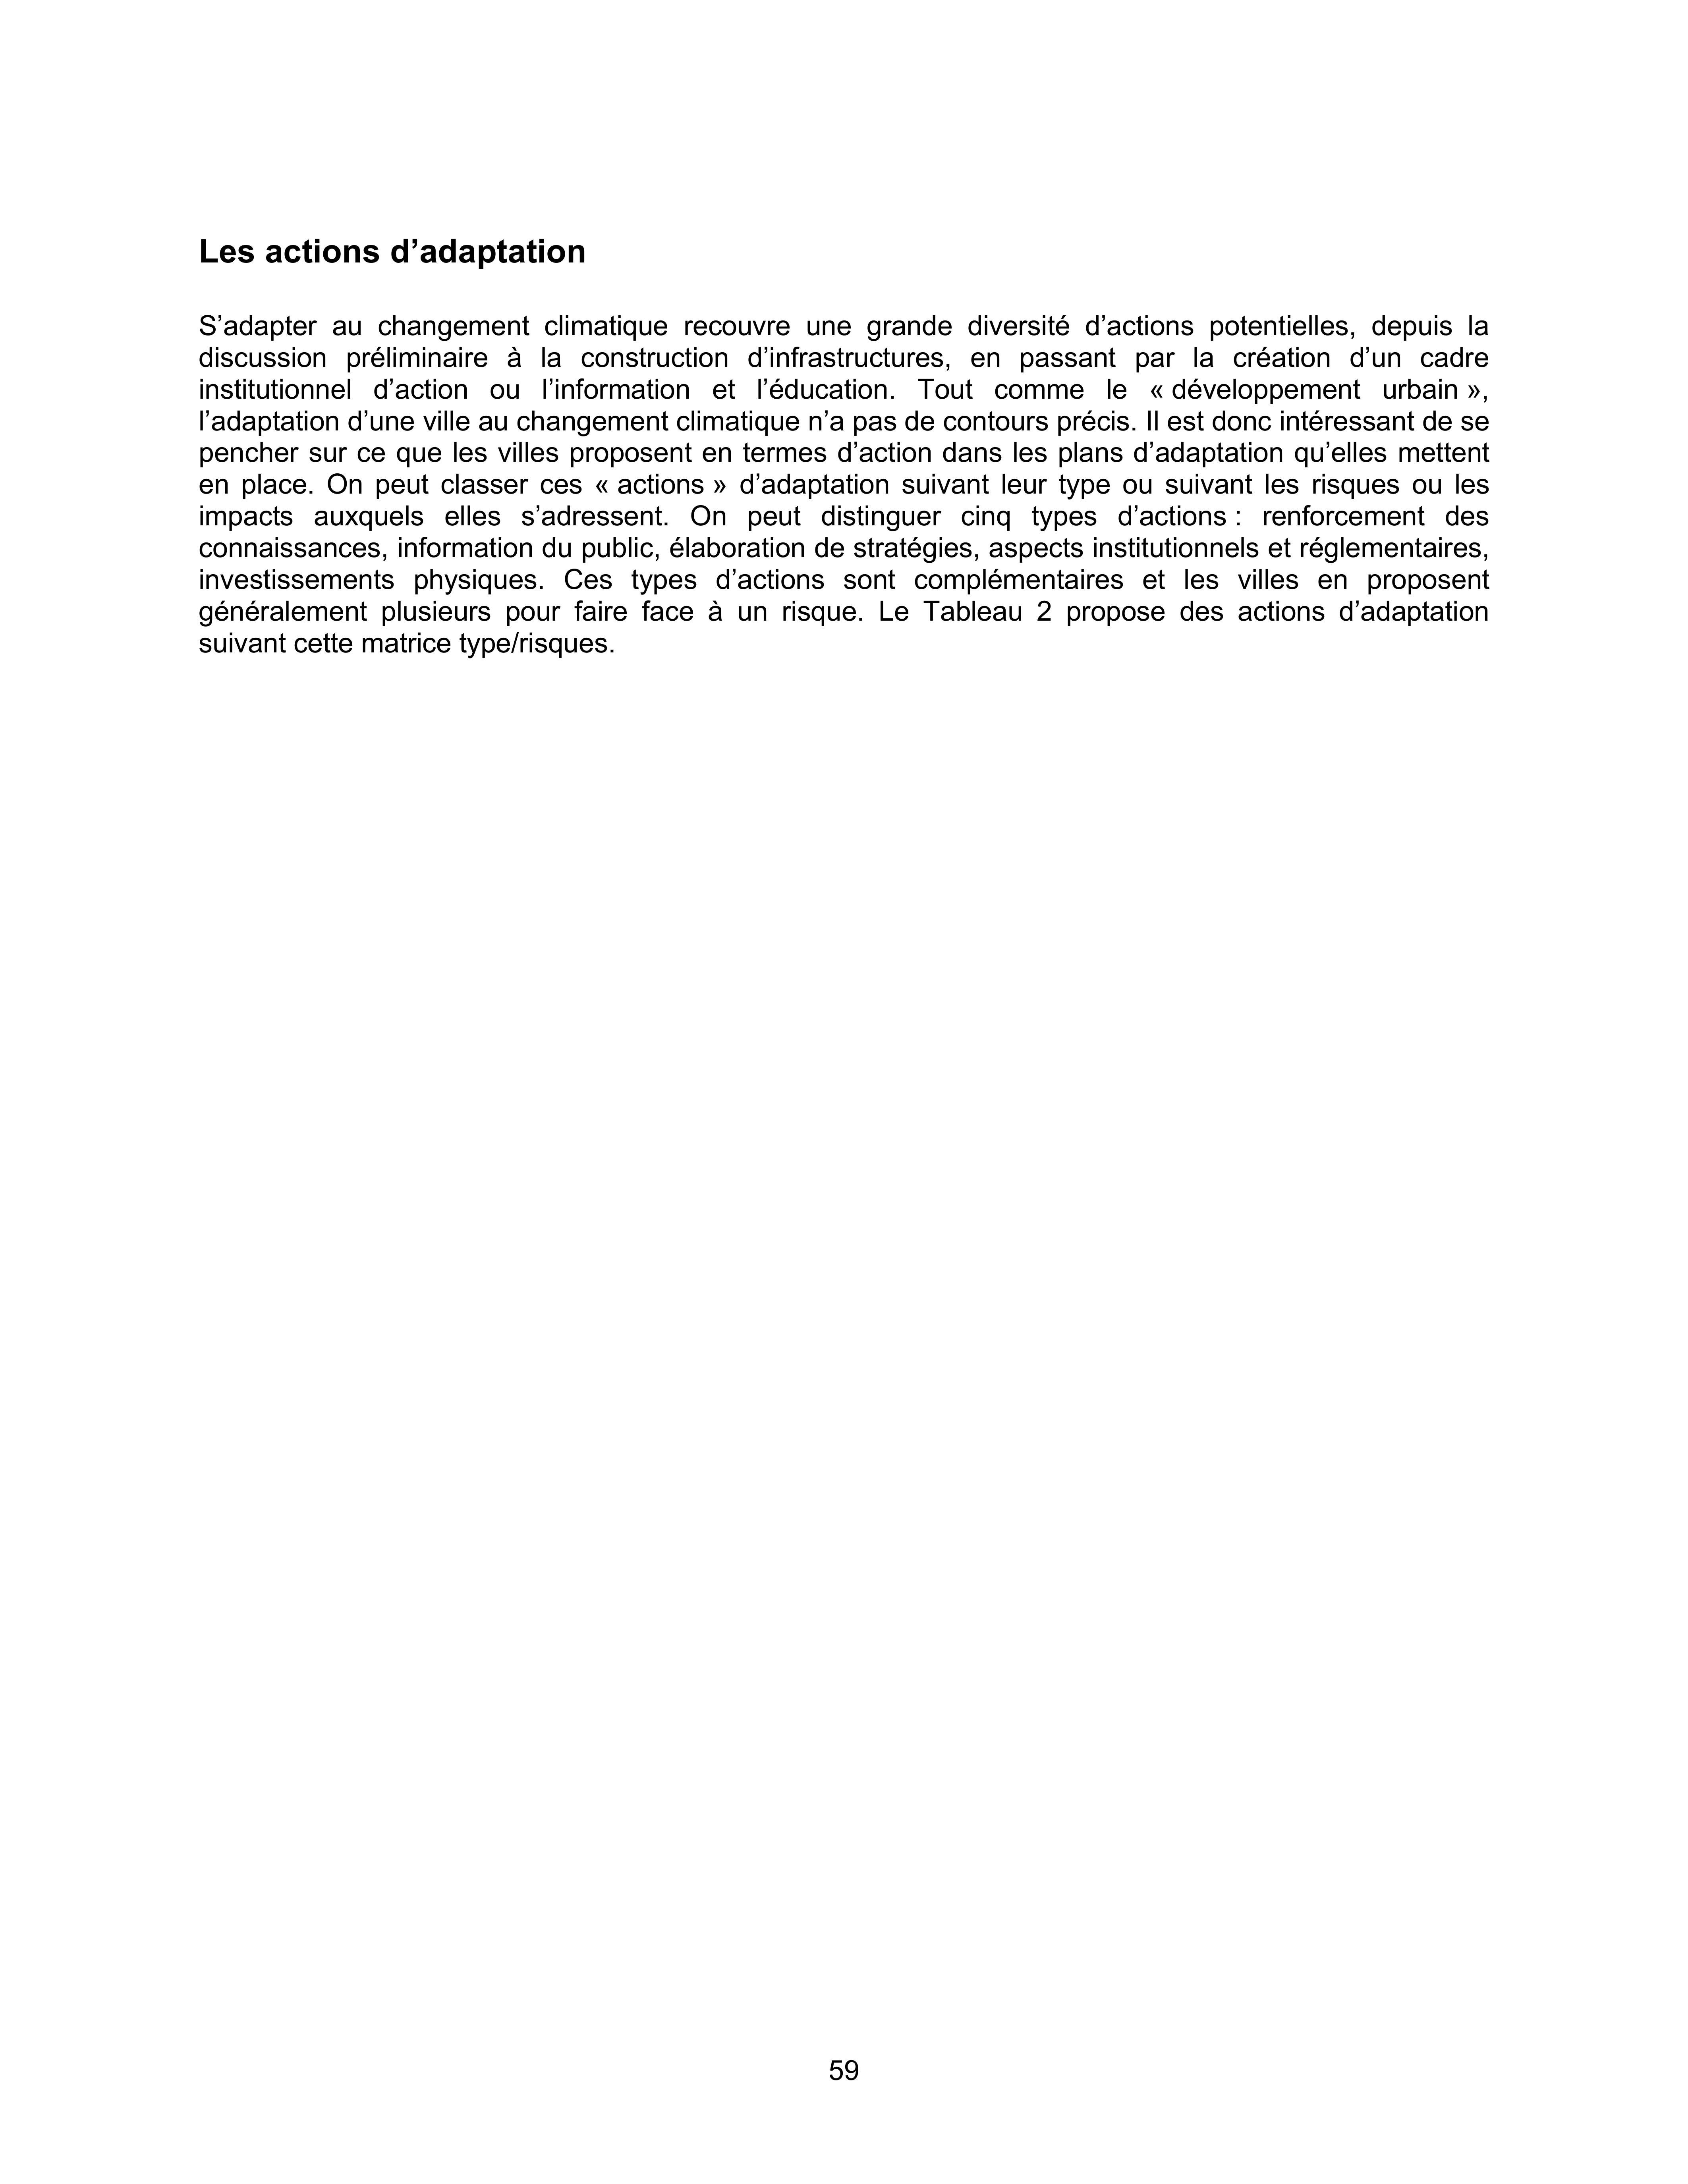 Les actions d’adaptation
S’adapter au changement climatique recouvre une grande diversité d’actions potentielles, depuis la
discussion préliminaire à la construction d’infrastructures, en passant par la création d’un cadre
institutionnel d’action ou l’information et l’éducation. Tout comme le « développement urbain »,
l’adaptation d’une ville au changement climatique n’a pas de contours précis. Il est donc intéressant de se
pencher sur ce que les villes proposent en termes d’action dans les plans d’adaptation qu’elles mettent
en place. On peut classer ces « actions » d’adaptation suivant leur type ou suivant les risques ou les
impacts auxquels elles s’adressent. On peut distinguer cinq types d’actions : renforcement des
connaissances, information du public, élaboration de stratégies, aspects institutionnels et réglementaires,
investissements physiques. Ces types d’actions sont complémentaires et les villes en proposent
généralement plusieurs pour faire face à un risque. Le Tableau 2 propose des actions d’adaptation
suivant cette matrice type/risques.
59